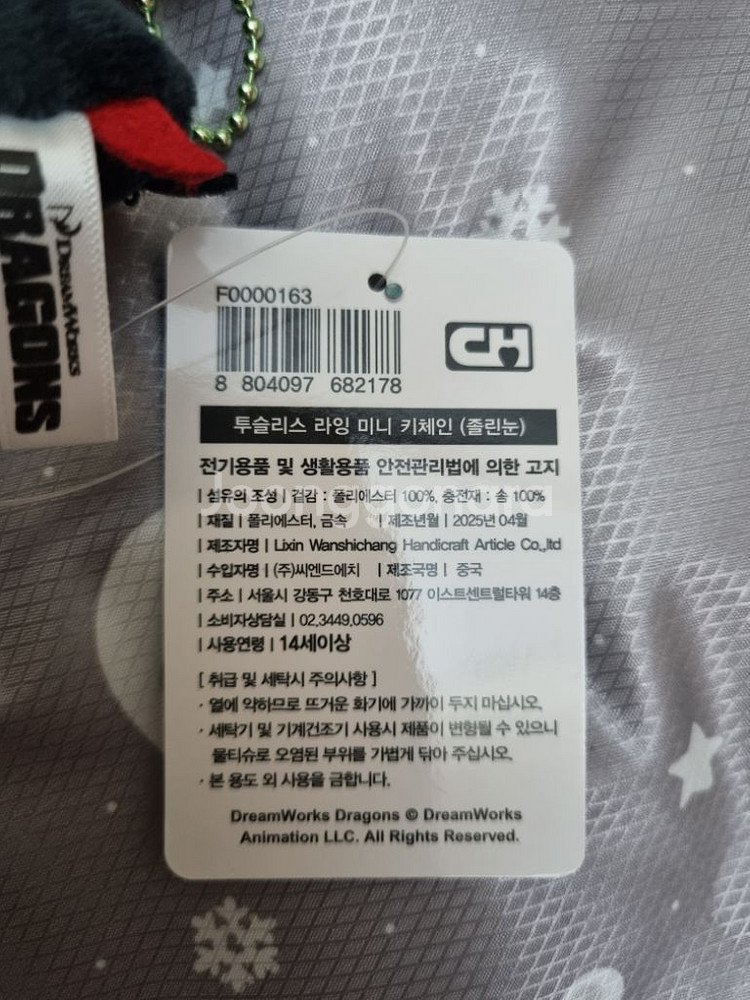 DRAGONS
DREAMWORKS
F0000163
8 804097 682178
CH
투슬리스 라잉 미니 키체인 (졸린눈)
전기용품 및 생활용품 안전관리법에 의한 고지
| 섬유의 조성 | 겉감 : 폴리에스터 100%, 충전재 : 솜 100%
| 재질 | 폴리에스터, 금속 | 제조년월 | 2025년 04월
| 제조자명 | Lixin Wanshichang Handicraft Article Co.,ltd
| 수입자명 | (주)씨엔드에치 | 제조국명 | 중국
| 주소 | 서울시 강동구 천호대로 1077 이스트센트럴타워 14층
| 소비자상담실 | 02.3449.0596
| 사용연령 | 14세이상
[ 취급 및 세탁시 주의사항 ]
· 열에 약하므로 뜨거운 화기에 가까이 두지 마십시오.
· 세탁기 및 기계건조기 사용시 제품이 변형될 수 있으니
물티슈로 오염된 부위를 가볍게 닦아 주십시오.
· 본 용도 외 사용을 금합니다.
DreamWorks Dragons © DreamWorks
Animation LLC. All Rights Reserved.
Joonggonara